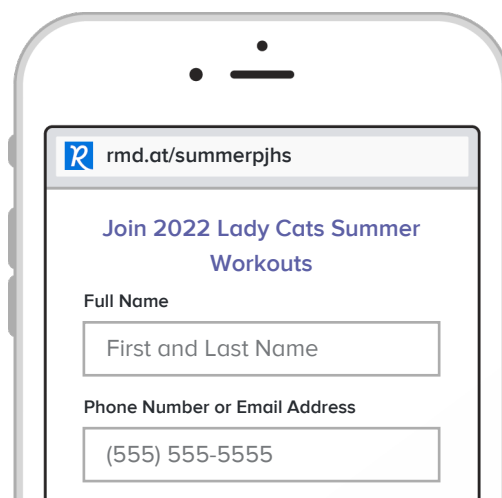 rmd.at/summerpjhs
Join 2022 Lady Cats Summer
Workouts
Full Name
First and Last Name
Phone Number or Email Address
(555) 555-5555